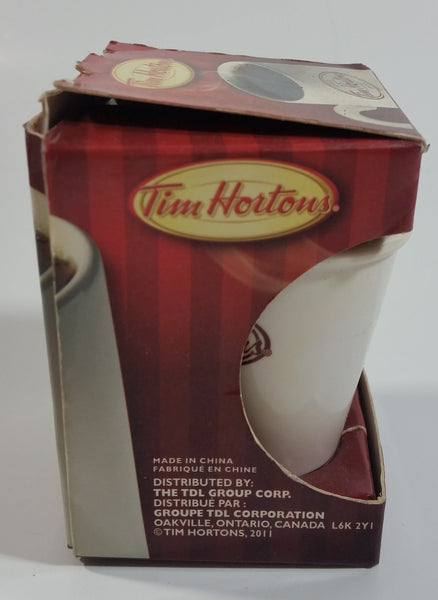 Tim Hortons
Tim Hortons.
MADE IN CHINA
FABRIQUÉ EN CHINE
DISTRIBUTED BY:
THE TDL GROUP CORP.
DISTRIBUÉ PAR :
GROUPE TDL CORPORATION
OAKVILLE, ONTARIO, CANADA L6K 2Y1
© TIM HORTONS, 2011